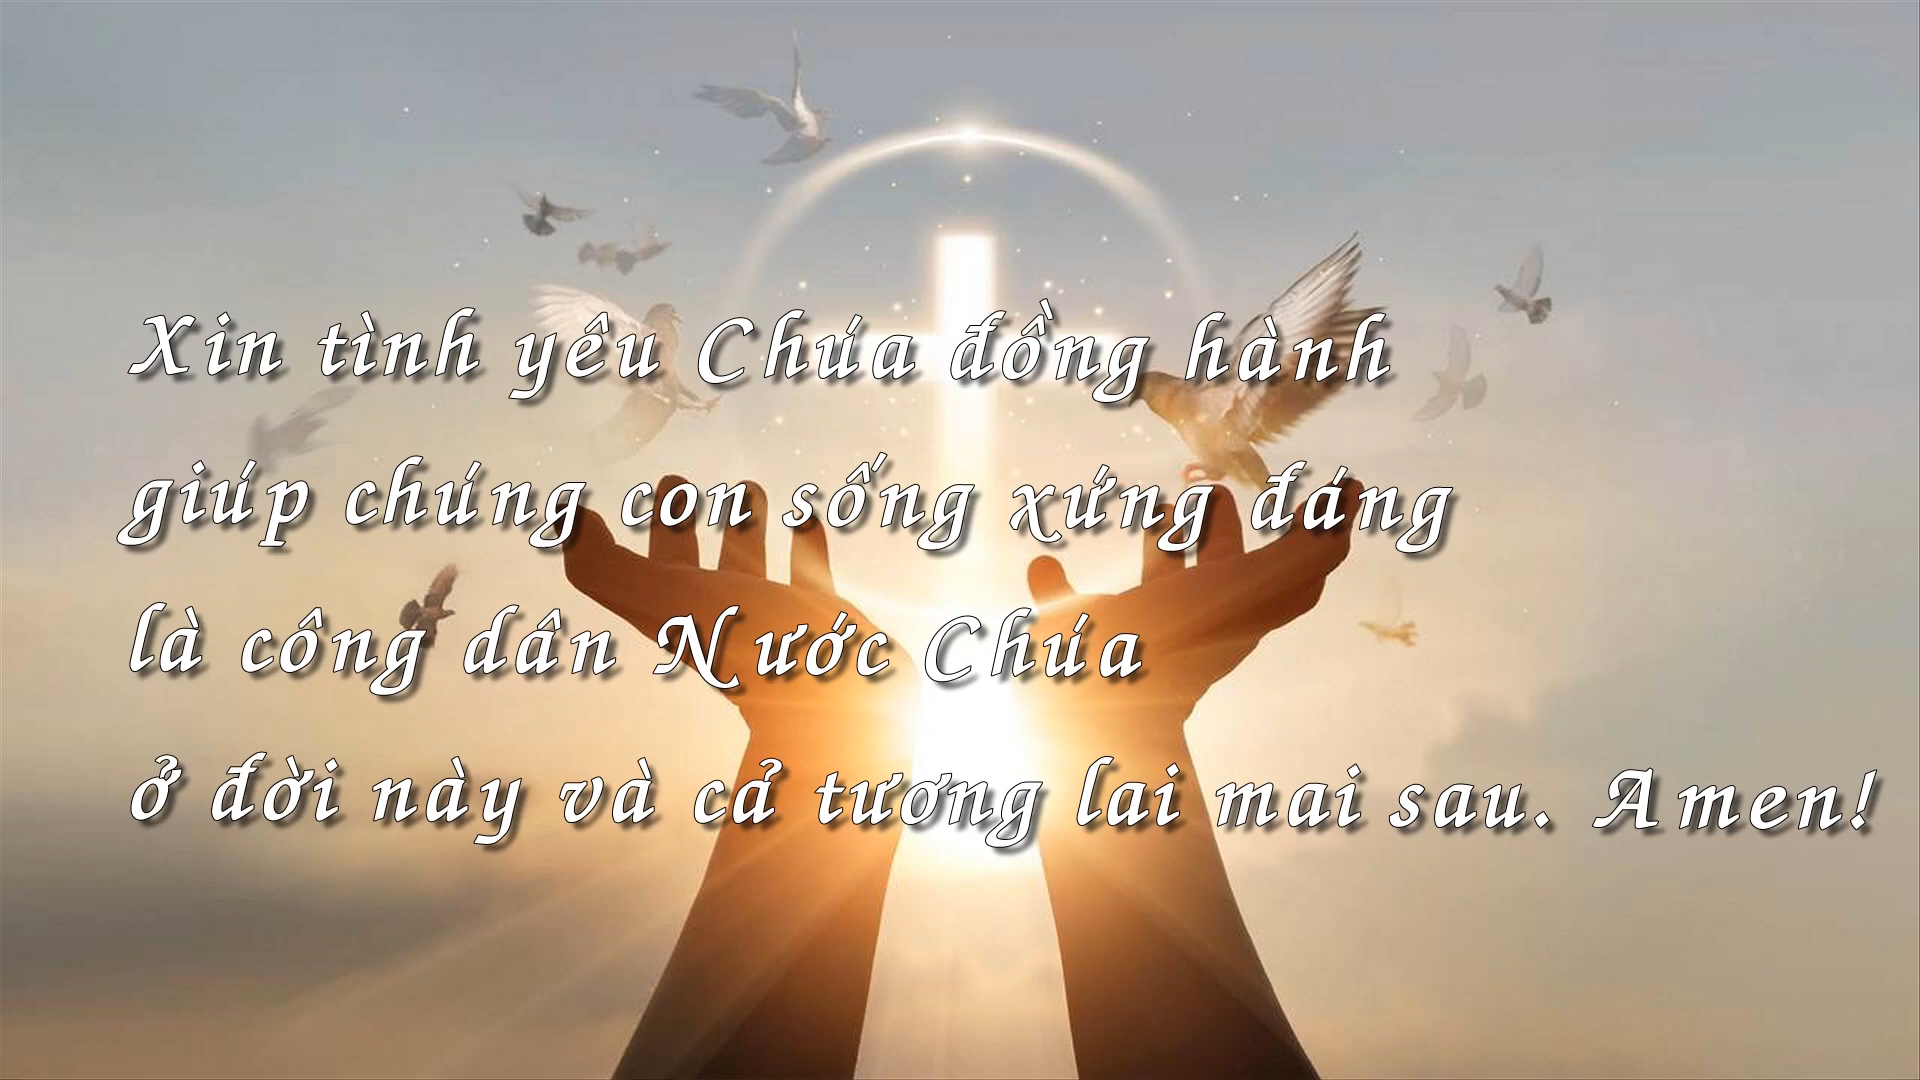 Xin tình yêu Chúa đồng hành
giúp chúng con sống xứng đáng
là công dân Nước Chúa
ở đời này và cả tương lai mai sau. Amen!